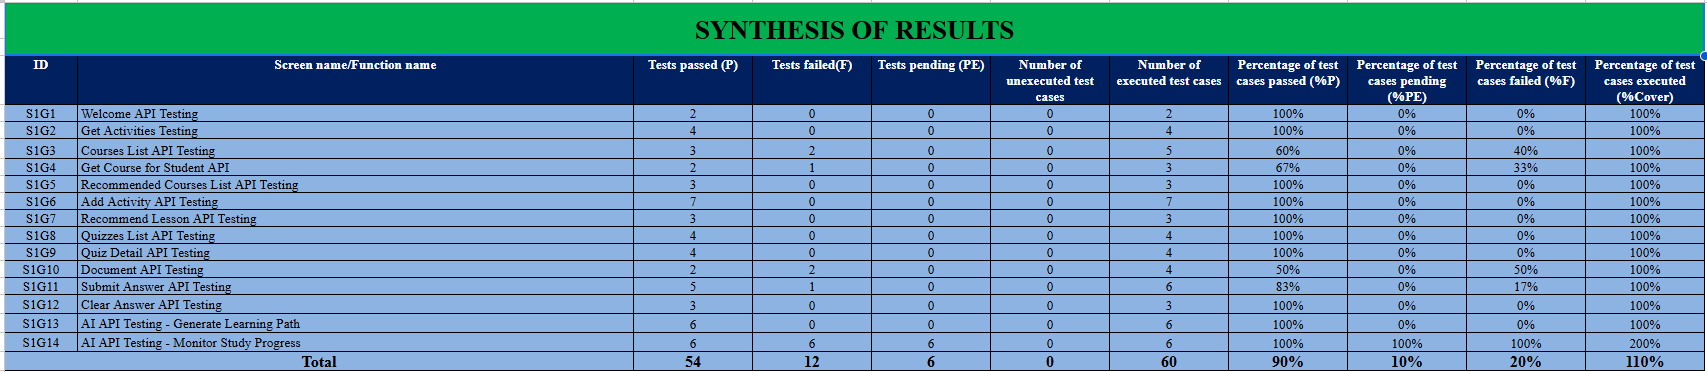 SYNTHESIS OF RESULTS
ID Screen name/Function name Tests passed (P) Tests failed(F) Tests pending (PE) Number of unexecuted test cases Number of executed test cases Percentage of test cases passed (%P) Percentage of test cases pending (%PE) Percentage of test cases failed (%F) Percentage of test cases executed (%Cover)
S1G1 Welcome API Testing 2 0 0 0 2 100% 0% 0% 100%
S1G2 Get Activities Testing 4 0 0 0 4 100% 0% 0% 100%
S1G3 Courses List API Testing 3 2 0 0 5 60% 0% 40% 100%
S1G4 Get Course for Student API 2 1 0 0 3 67% 0% 33% 100%
S1G5 Recommended Courses List API Testing 3 0 0 0 3 100% 0% 0% 100%
S1G6 Add Activity API Testing 7 0 0 0 7 100% 0% 0% 100%
S1G7 Recommend Lesson API Testing 3 0 0 0 3 100% 0% 0% 100%
S1G8 Quizzes List API Testing 4 0 0 0 4 100% 0% 0% 100%
S1G9 Quiz Detail API Testing 4 0 0 0 4 100% 0% 0% 100%
S1G10 Document API Testing 2 2 0 0 4 50% 0% 50% 100%
S1G11 Submit Answer API Testing 5 1 0 0 6 83% 0% 17% 100%
S1G12 Clear Answer API Testing 3 0 0 0 3 100% 0% 0% 100%
S1G13 AI API Testing - Generate Learning Path 6 0 0 0 6 100% 0% 0% 100%
S1G14 AI API Testing - Monitor Study Progress 6 6 6 6 6 100% 100% 100% 200%
Total 54 12 6 0 60 90% 10% 20% 110%